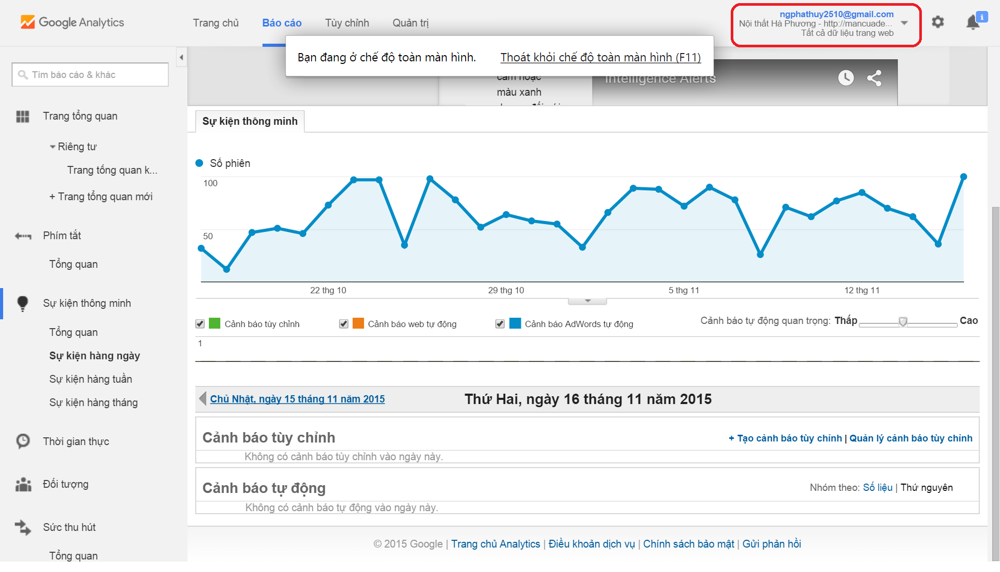 Google Analytics
Trang chủ
Báo cáo
Tùy chỉnh
Quản trị
ngphathuy2510@gmail.com
Nội thất Hà Phương - http://mancuade...
Tất cả dữ liệu trang web
i
Bạn đang ở chế độ toàn màn hình.
Thoát khỏi chế độ toàn màn hình (F11)
Tìm báo cáo & khác
cam hoặc
màu xanh
Intelligence Alerts
Trang tổng quan
Riêng tư
Trang tổng quan k...
+ Trang tổng quan mới
Phím tắt
Tổng quan
Sự kiện thông minh
Tổng quan
Sự kiện hàng ngày
Sự kiện hàng tuần
Sự kiện hàng tháng
Thời gian thực
Đối tượng
Sức thu hút
Tổng quan
Sự kiện thông minh
Số phiên
100
50
22 thg 10
29 thg 10
5 thg 11
12 thg 11
Cảnh báo tùy chỉnh
Cảnh báo web tự động
Cảnh báo AdWords tự động
Cảnh báo tự động quan trọng: Thấp
Cao
1
Chủ Nhật, ngày 15 tháng 11 năm 2015
Thứ Hai, ngày 16 tháng 11 năm 2015
Cảnh báo tùy chỉnh
+ Tạo cảnh báo tùy chỉnh | Quản lý cảnh báo tùy chỉnh
Không có cảnh báo tùy chỉnh vào ngày này.
Cảnh báo tự động
Nhóm theo: Số liệu | Thứ nguyên
Không có cảnh báo tự động vào ngày này.
© 2015 Google | Trang chủ Analytics | Điều khoản dịch vụ | Chính sách bảo mật | Gửi phản hồi